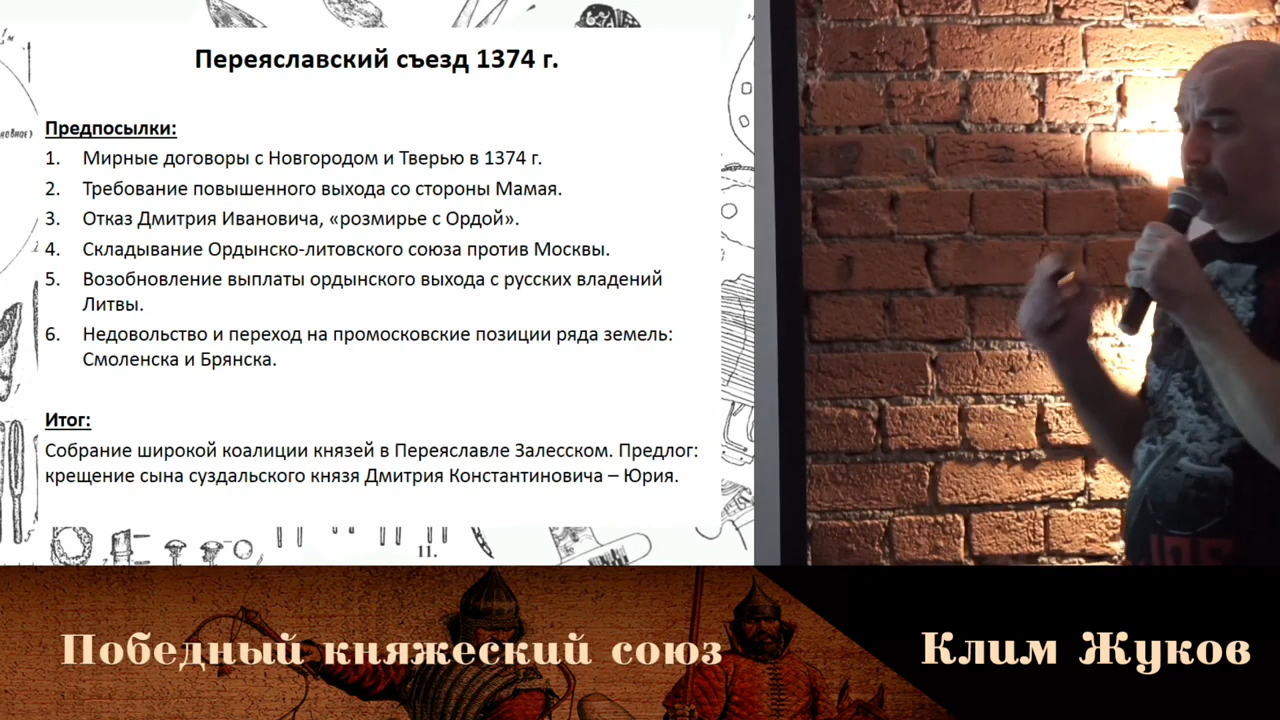 Переяславский съезд 1374 г.
Предпосылки:
1. Мирные договоры с Новгородом и Тверью в 1374 г.
2. Требование повышенного выхода со стороны Мамая.
3. Отказ Дмитрия Ивановича, «розмирье с Ордой».
4. Складывание Ордынско-литовского союза против Москвы.
5. Возобновление выплаты ордынского выхода с русских владений
Литвы.
6. Недовольство и переход на промосковские позиции ряда земель:
Смоленска и Брянска.
Итог:
Собрание широкой коалиции князей в Переяславле Залесском. Предлог:
крещение сына суздальского князя Дмитрия Константиновича – Юрия.
II.
Победный княжеский союз
Клим Жуков